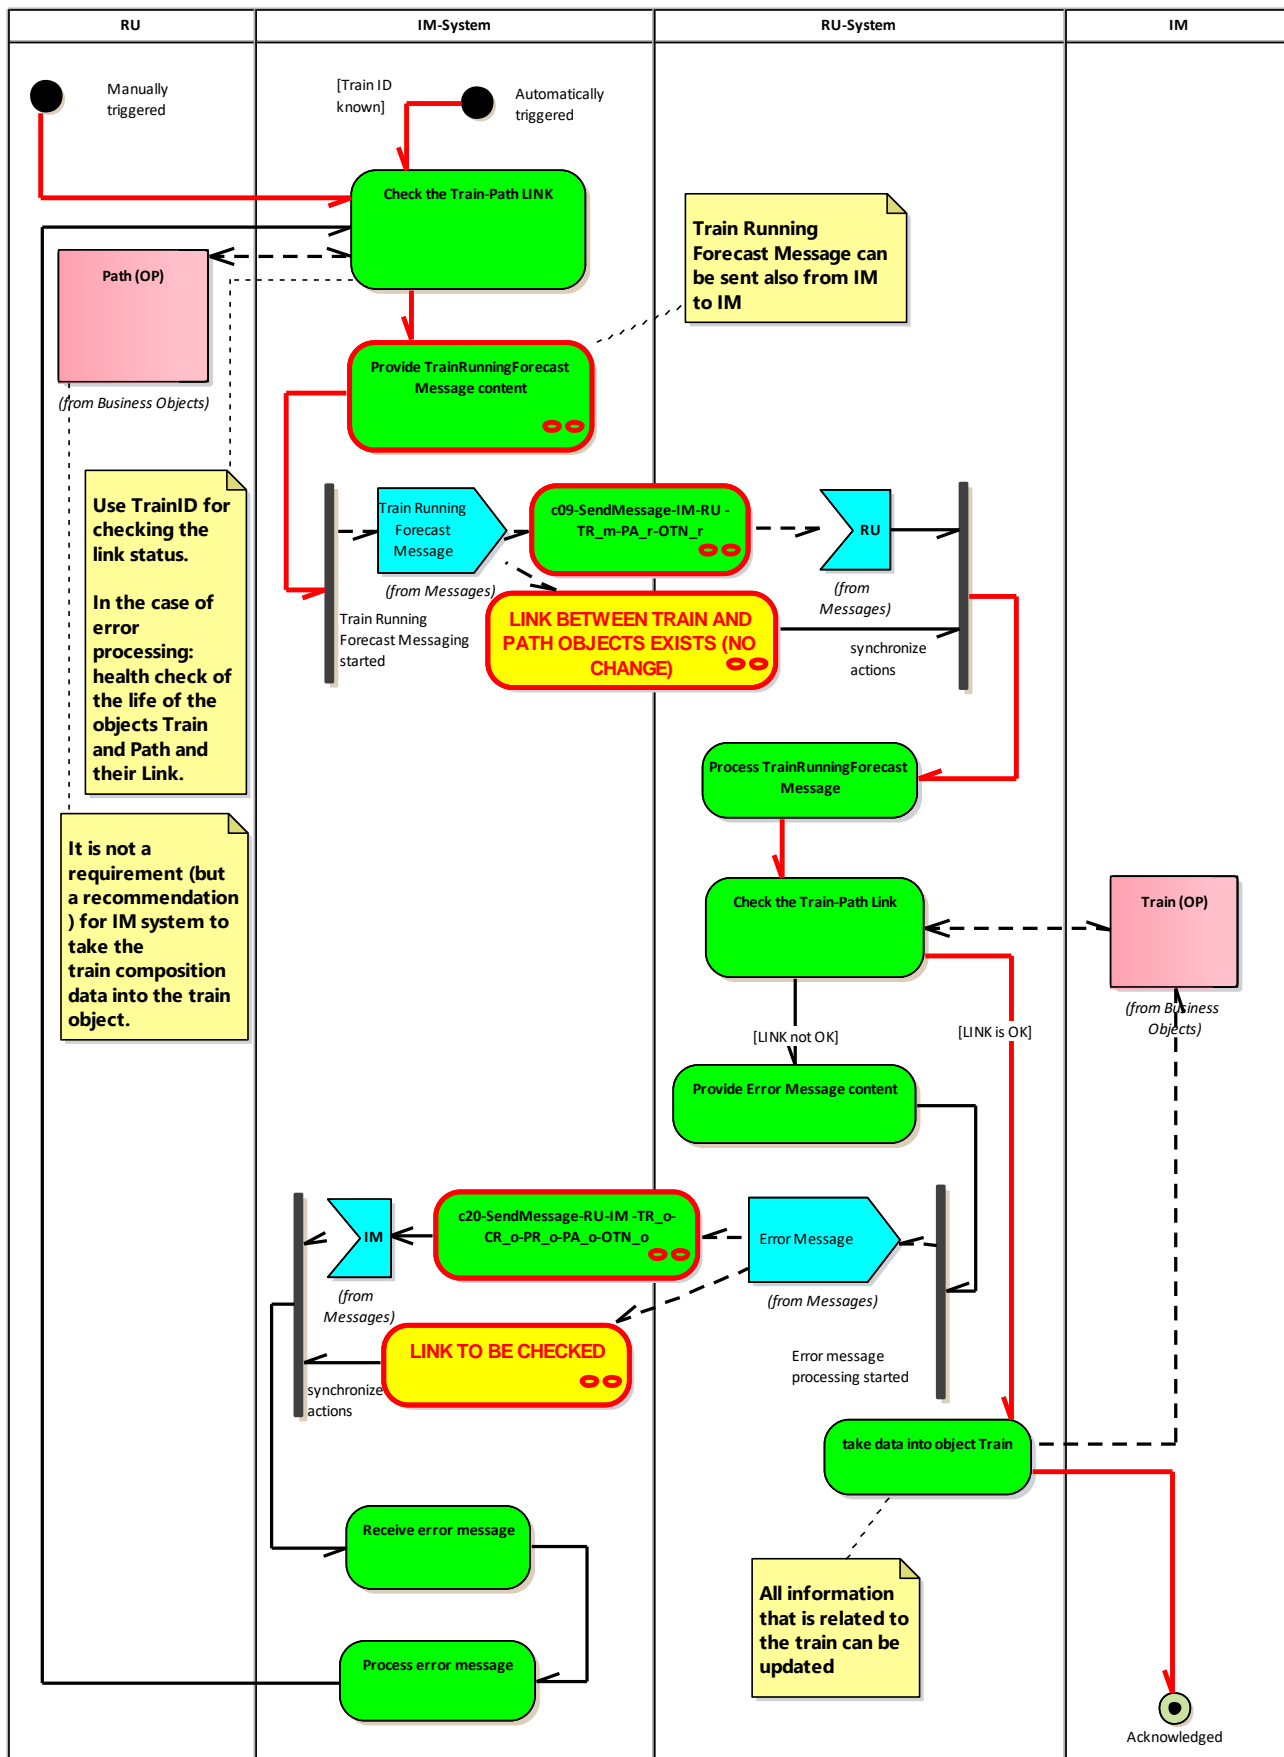 RU
IM-System
RU-System
IM
Manually
triggered
[Train ID
known]
Automatically
triggered
Check the Train-Path LINK
Train Running
Forecast Message can
be sent also from IM
to IM
Path (OP)
(from Business Objects)
Provide TrainRunningForecast
Message content
Use TrainID for
checking the
link status.
In the case of
error
processing:
health check of
the life of the
objects Train
and Path and
their Link.
Train Running
Forecast
Message
(from Messages)
c09-SendMessage-IM-RU -
TR_m-PA_r-OTN_r
RU
(from
Messages)
Train Running
Forecast Messaging
started
LINK BETWEEN TRAIN AND
PATH OBJECTS EXISTS (NO
CHANGE)
synchronize
actions
Process TrainRunningForecast
Message
It is not a
requirement (but
a recommendation
) for IM system to
take the
train composition
data into the train
object.
Check the Train-Path Link
Train (OP)
(from Business
Objects)
[LINK not OK]
[LINK is OK]
Provide Error Message content
IM
(from
Messages)
c20-SendMessage-RU-IM -TR_o-
CR_o-PR_o-PA_o-OTN_o
Error Message
(from Messages)
LINK TO BE CHECKED
synchronize
actions
Error message
processing started
take data into object Train
Receive error message
All information
that is related to
the train can be
updated
Process error message
Acknowledged